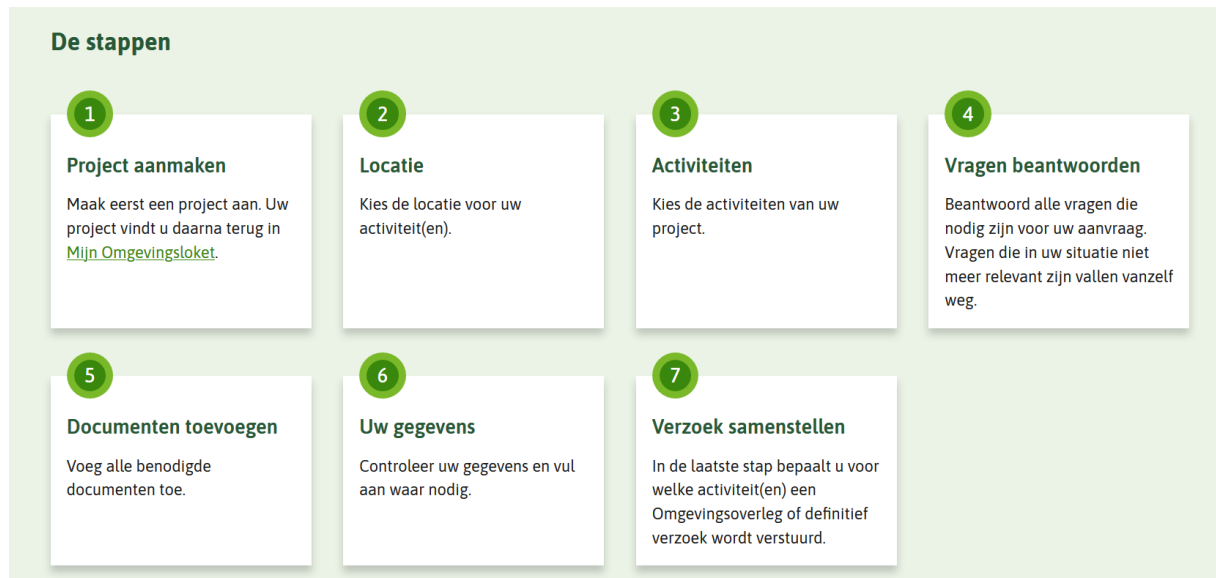 De stappen
1
Project aanmaken
Maak eerst een project aan. Uw
project vindt u daarna terug in
Mijn Omgevingsloket.
2
Locatie
Kies de locatie voor uw
activiteit(en).
3
Activiteiten
Kies de activiteiten van uw
project.
4
Vragen beantwoorden
Beantwoord alle vragen die
nodig zijn voor uw aanvraag.
Vragen die in uw situatie niet
meer relevant zijn vallen vanzelf
weg.
5
Documenten toevoegen
Voeg alle benodigde
documenten toe.
6
Uw gegevens
Controleer uw gegevens en vul
aan waar nodig.
7
Verzoek samenstellen
In de laatste stap bepaalt u voor
welke activiteit(en) een
Omgevingsoverleg of definitief
verzoek wordt verstuurd.